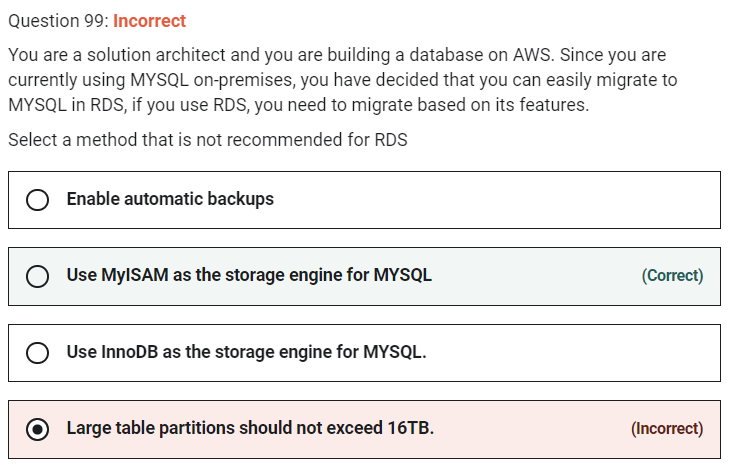 Question 99: Incorrect
You are a solution architect and you are building a database on AWS. Since you are
currently using MYSQL on-premises, you have decided that you can easily migrate to
MYSQL in RDS, if you use RDS, you need to migrate based on its features.
Select a method that is not recommended for RDS
Enable automatic backups
Use MyISAM as the storage engine for MYSQL (Correct)
Use InnoDB as the storage engine for MYSQL.
Large table partitions should not exceed 16TB. (Incorrect)